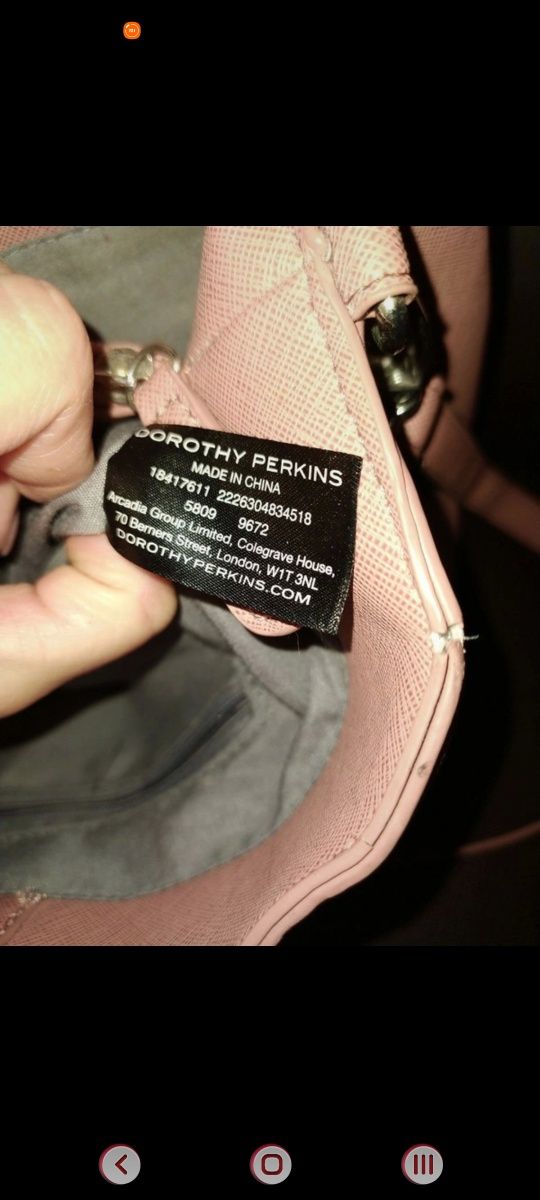 DOROTHY PERKINS
MADE IN CHINA
18417611 2226304834518
5809 9672
Arcadia Group Limited, Colegrave House,
70 Berners Street, London, W1T 3NL
DOROTHYPERKINS.COM